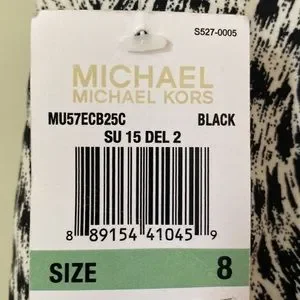 S527-0005
MICHAEL
MICHAEL KORS
MU57ECB25C BLACK
SU 15 DEL 2
8 89154 41045 9
SIZE 8